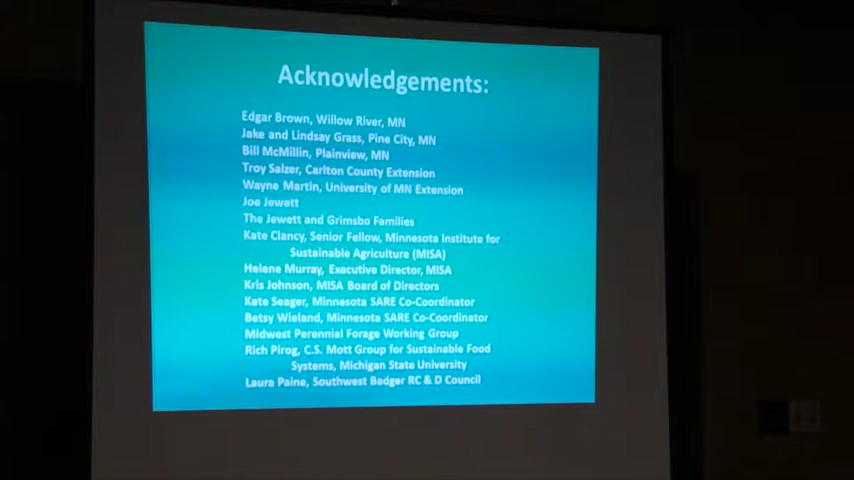 Acknowledgements:
Edgar Brown, Willow River, MN
Jake and Lindsay Grass, Pine City, MN
Bill McMillin, Plainview, MN
Troy Salzer, Carlton County Extension
Wayne Martin, University of MN Extension
Joe Jewett
The Jewett and Grimsbo Families
Kate Clancy, Senior Fellow, Minnesota Institute for
Sustainable Agriculture (MISA)
Helene Murray, Executive Director, MISA
Kris Johnson, MISA Board of Directors
Kate Seager, Minnesota SARE Co-Coordinator
Betsy Wieland, Minnesota SARE Co-Coordinator
Midwest Perennial Forage Working Group
Rich Pirog, C.S. Mott Group for Sustainable Food
Systems, Michigan State University
Laura Paine, Southwest Badger RC & D Council